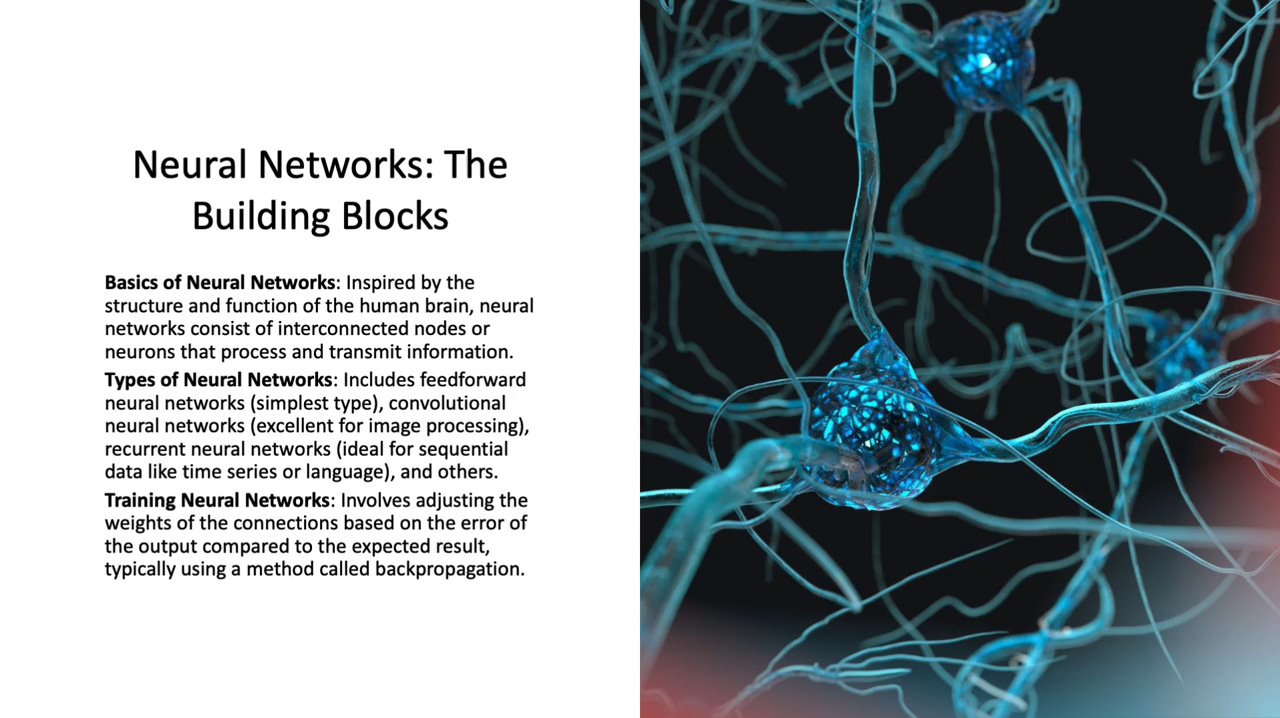 Neural Networks: The
Building Blocks
Basics of Neural Networks: Inspired by the
structure and function of the human brain, neural
networks consist of interconnected nodes or
neurons that process and transmit information.
Types of Neural Networks: Includes feedforward
neural networks (simplest type), convolutional
neural networks (excellent for image processing),
recurrent neural networks (ideal for sequential
data like time series or language), and others.
Training Neural Networks: Involves adjusting the
weights of the connections based on the error of
the output compared to the expected result,
typically using a method called backpropagation.